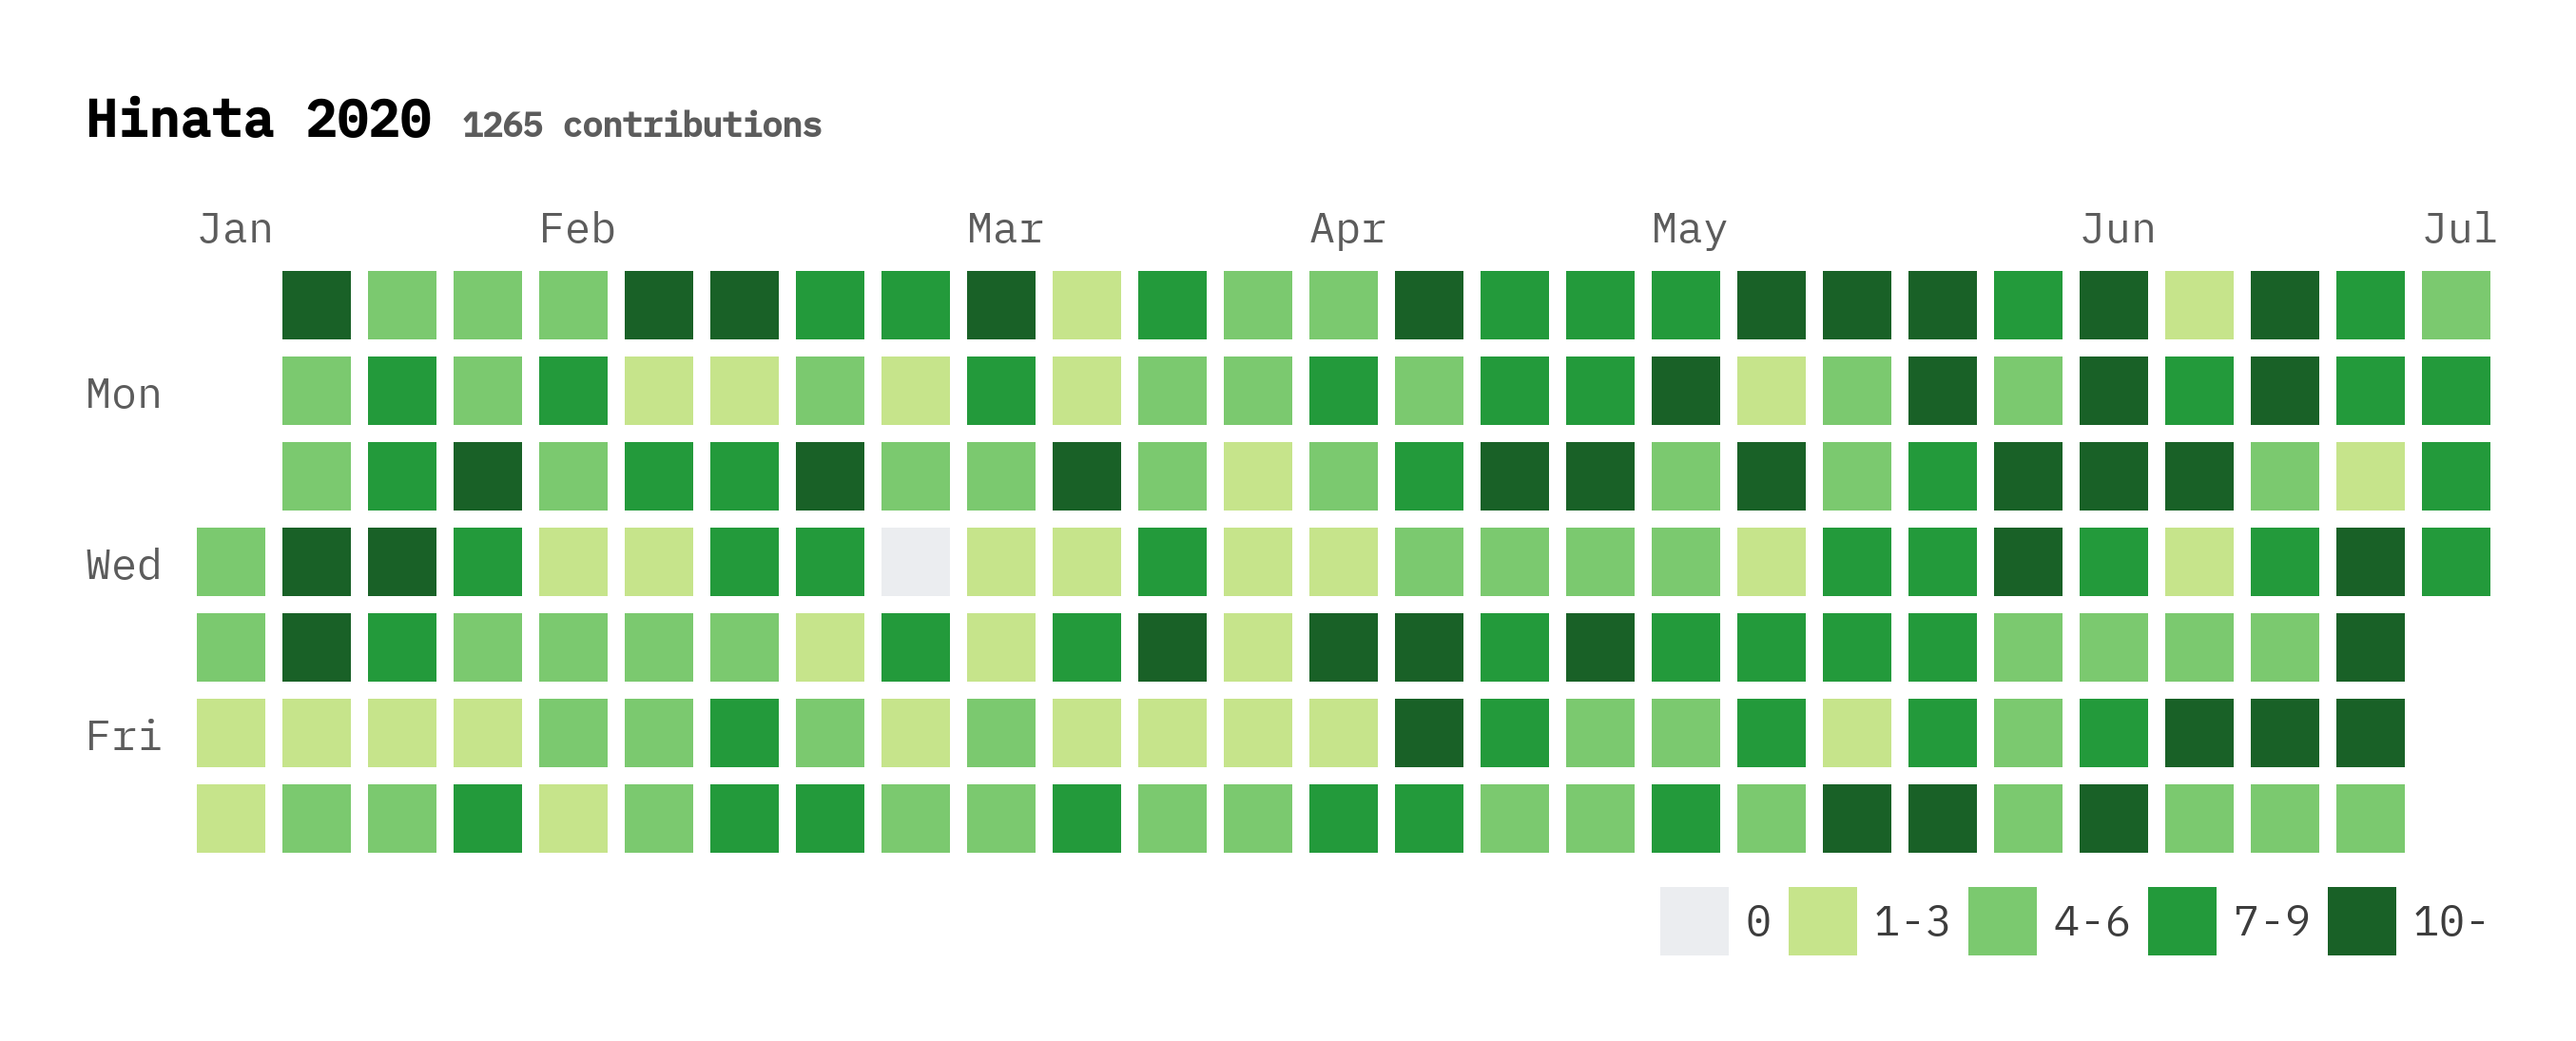 Hinata 2020 1265 contributions
Jan Feb Mar Apr May Jun Jul
Mon
Wed
Fri
0 1-3 4-6 7-9 10-